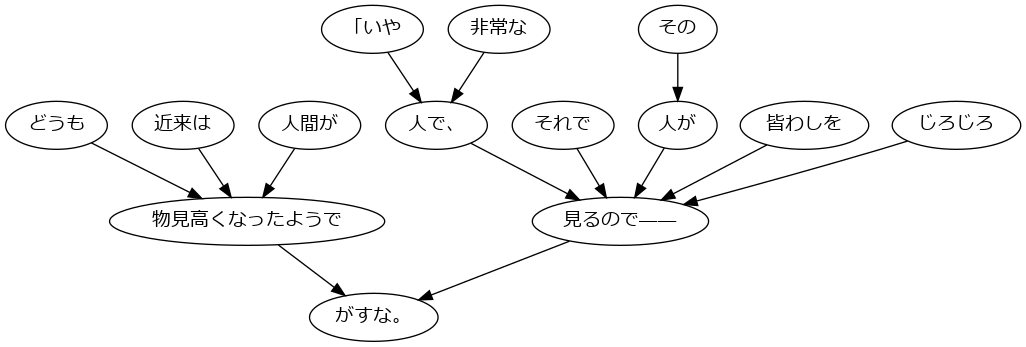 「いや
非常な
その
どうも
近来は
人間が
人で、
それで
人が
皆わしを
じろじろ
物見高くなったようで
見るので――
がすな。